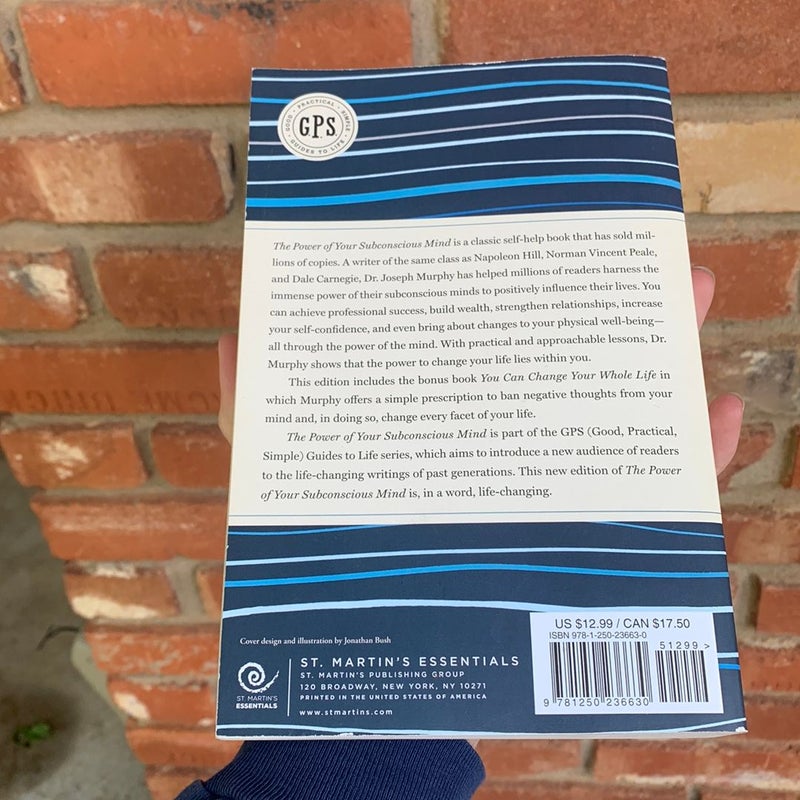 GOOD · PRACTICAL · SIMPLE
G.P.S.
GUIDES TO LIFE
The Power of Your Subconscious Mind is a classic self-help book that has sold mil-
lions of copies. A writer of the same class as Napoleon Hill, Norman Vincent Peale,
and Dale Carnegie, Dr. Joseph Murphy has helped millions of readers harness the
immense power of their subconscious minds to positively influence their lives. You
can achieve professional success, build wealth, strengthen relationships, increase
your self-confidence, and even bring about changes to your physical well-being—
all through the power of the mind. With practical and approachable lessons, Dr.
Murphy shows that the power to change your life lies within you.
This edition includes the bonus book You Can Change Your Whole Life in
which Murphy offers a simple prescription to ban negative thoughts from your
mind and, in doing so, change every facet of your life.
The Power of Your Subconscious Mind is part of the GPS (Good, Practical,
Simple) Guides to Life series, which aims to introduce a new audience of readers
to the life-changing writings of past generations. This new edition of The Power
of Your Subconscious Mind is, in a word, life-changing.
Cover design and illustration by Jonathan Bush
ST. MARTIN'S
ESSENTIALS
ST. MARTIN'S ESSENTIALS
ST. MARTIN'S PUBLISHING GROUP
120 BROADWAY, NEW YORK, NY 10271
PRINTED IN THE UNITED STATES OF AMERICA
www.stmartins.com
US $12.99 / CAN $17.50
ISBN 978-1-250-23663-0
51299 >
9 781250 236630